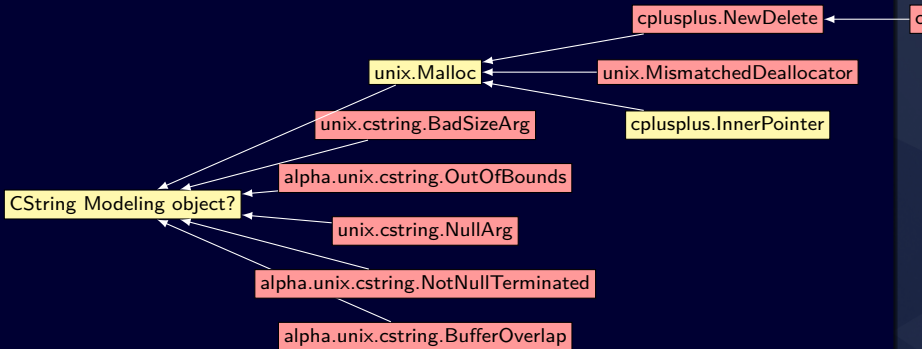 cplusplus.NewDelete
c
unix.Malloc
unix.MismatchedDeallocator
unix.cstring.BadSizeArg
cplusplus.InnerPointer
alpha.unix.cstring.OutOfBounds
CString Modeling object?
unix.cstring.NullArg
alpha.unix.cstring.NotNullTerminated
alpha.unix.cstring.BufferOverlap